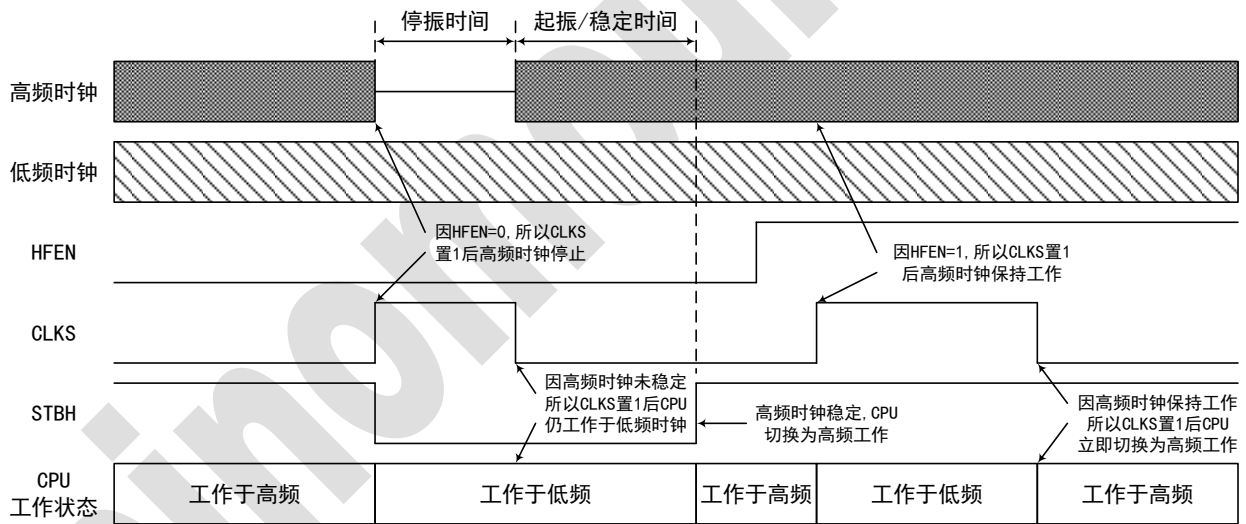 停振时间
起振/稳定时间
高频时钟
低频时钟
因HFEN=0,所以CLKS
置1后高频时钟停止
HFEN
因HFEN=1,所以CLKS置1
后高频时钟保持工作
CLKS
因高频时钟未稳定
所以CLKS置1后CPU
仍工作于低频时钟
STBH
高频时钟稳定,CPU
切换为高频工作
因高频时钟保持工作
所以CLKS置1后CPU
立即切换为高频工作
CPU
工作状态
工作于高频
工作于低频
工作于高频
工作于低频
工作于高频